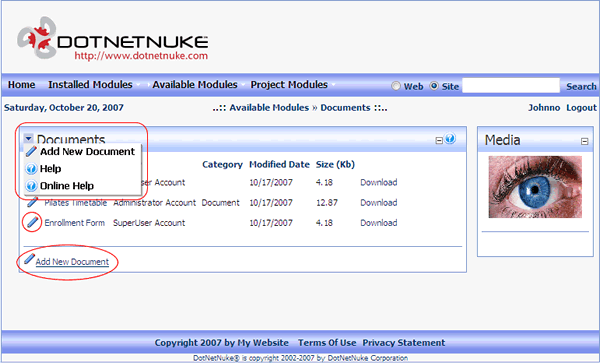 DOTNETNUKE
http://www.dotnetnuke.com
Home Installed Modules Available Modules Project Modules Web Site Search
Saturday, October 20, 2007 ..:: Available Modules » Documents ::.. Johnno Logout
Documents
Media
Add New Document
Help
Online Help
Category Modified Date Size (Kb)
User Account 10/17/2007 4.18 Download
Pilates Timetable Administrator Account Document 10/17/2007 12.87 Download
Enrollment Form SuperUser Account 10/17/2007 4.18 Download
Add New Document
Copyright 2007 by My Website Terms Of Use Privacy Statement
DotNetNuke® is copyright 2002-2007 by DotNetNuke Corporation